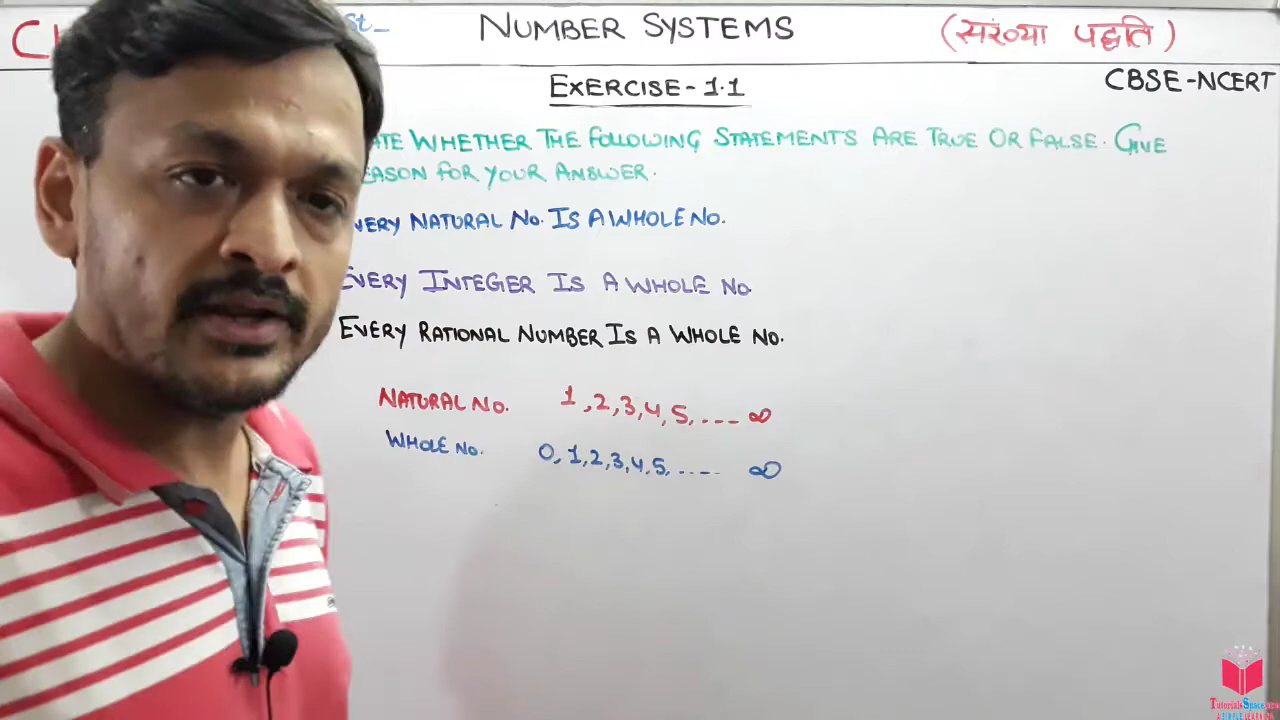 St_ NUMBER SYSTEMS (संख्या पद्धति)
CBSE-NCERT
EXERCISE-1.1
WHETHER THE FOLLOWING STATEMENTS ARE TRUE OR FALSE. GIVE
FOR YOUR ANSWER.
EVERY NATURAL NO. IS A WHOLE NO.
EVERY INTEGER IS A WHOLE NO.
EVERY RATIONAL NUMBER IS A WHOLE NO.
NATURAL NO. 1,2,3,4,5,.... ∞
WHOLE NO. 0,1,2,3,4,5,..... ∞